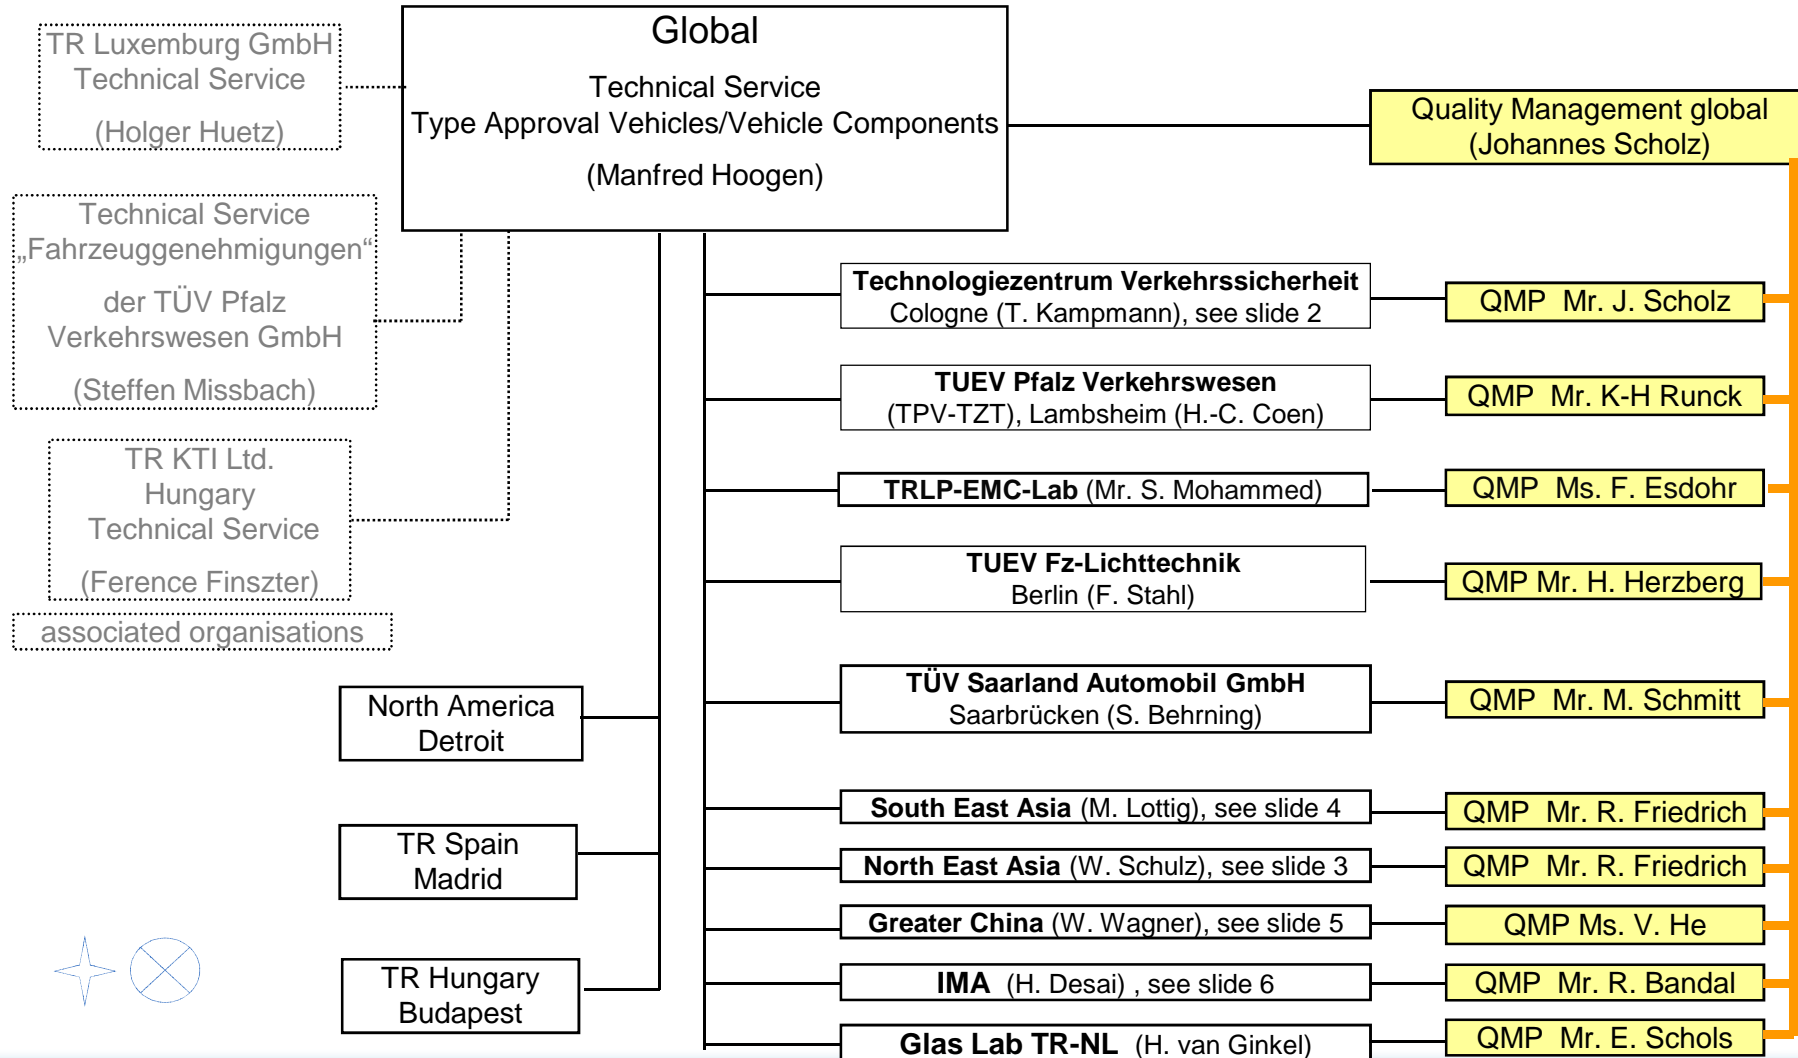 TR Luxemburg GmbH
Technical Service
(Holger Huetz)
Global
Technical Service
Type Approval Vehicles/Vehicle Components
(Manfred Hoogen)
Quality Management global
(Johannes Scholz)
Technical Service
„Fahrzeuggenehmigungen“
der TÜV Pfalz
Verkehrswesen GmbH
(Steffen Missbach)
TR KTI Ltd.
Hungary
Technical Service
(Ference Finszter)
associated organisations
North America
Detroit
TR Spain
Madrid
TR Hungary
Budapest
Technologiezentrum Verkehrssicherheit
Cologne (T. Kampmann), see slide 2
QMP Mr. J. Scholz
TUEV Pfalz Verkehrswesen
(TPV-TZT), Lambsheim (H.-C. Coen)
QMP Mr. K-H Runck
TRLP-EMC-Lab (Mr. S. Mohammed)
QMP Ms. F. Esdohr
TUEV Fz-Lichttechnik
Berlin (F. Stahl)
QMP Mr. H. Herzberg
TÜV Saarland Automobil GmbH
Saarbrücken (S. Behrning)
QMP Mr. M. Schmitt
South East Asia (M. Lottig), see slide 4
QMP Mr. R. Friedrich
North East Asia (W. Schulz), see slide 3
QMP Mr. R. Friedrich
Greater China (W. Wagner), see slide 5
QMP Ms. V. He
IMA (H. Desai) , see slide 6
QMP Mr. R. Bandal
Glas Lab TR-NL (H. van Ginkel)
QMP Mr. E. Schols